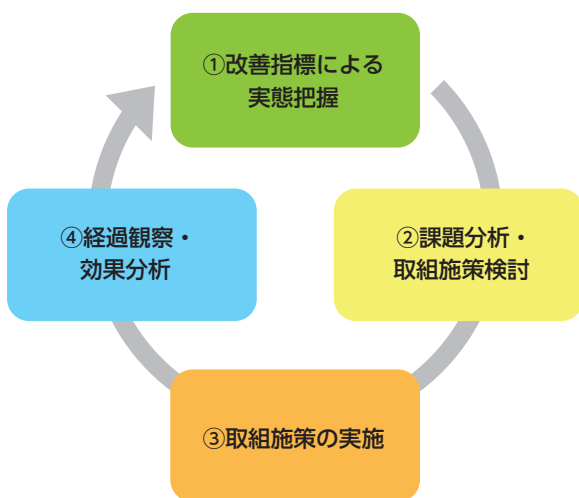 ①改善指標による
実態把握
②課題分析・
取組施策検討
③取組施策の実施
④経過観察・
効果分析